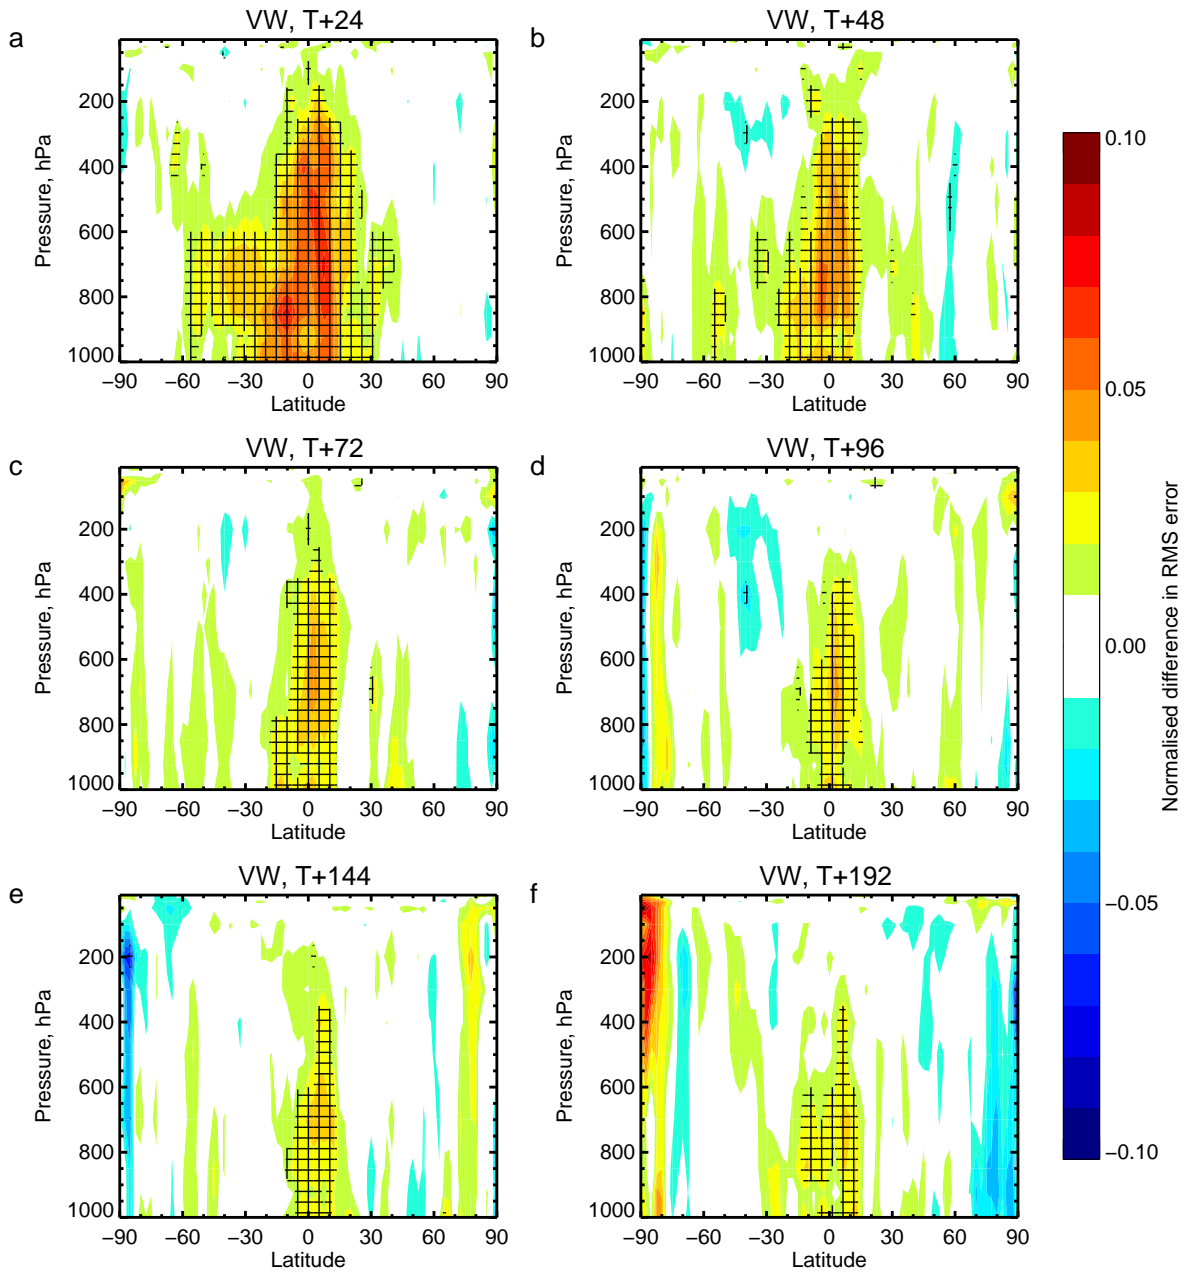 a
VW, T+24
Pressure, hPa
200
400
600
800
1000
−90 −60 −30 0 30 60 90
Latitude
b
VW, T+48
Pressure, hPa
200
400
600
800
1000
−90 −60 −30 0 30 60 90
Latitude
c
VW, T+72
Pressure, hPa
200
400
600
800
1000
−90 −60 −30 0 30 60 90
Latitude
d
VW, T+96
Pressure, hPa
200
400
600
800
1000
−90 −60 −30 0 30 60 90
Latitude
e
VW, T+144
Pressure, hPa
200
400
600
800
1000
−90 −60 −30 0 30 60 90
Latitude
f
VW, T+192
Pressure, hPa
200
400
600
800
1000
−90 −60 −30 0 30 60 90
Latitude
0.10
0.05
0.00
−0.05
−0.10
Normalised difference in RMS error